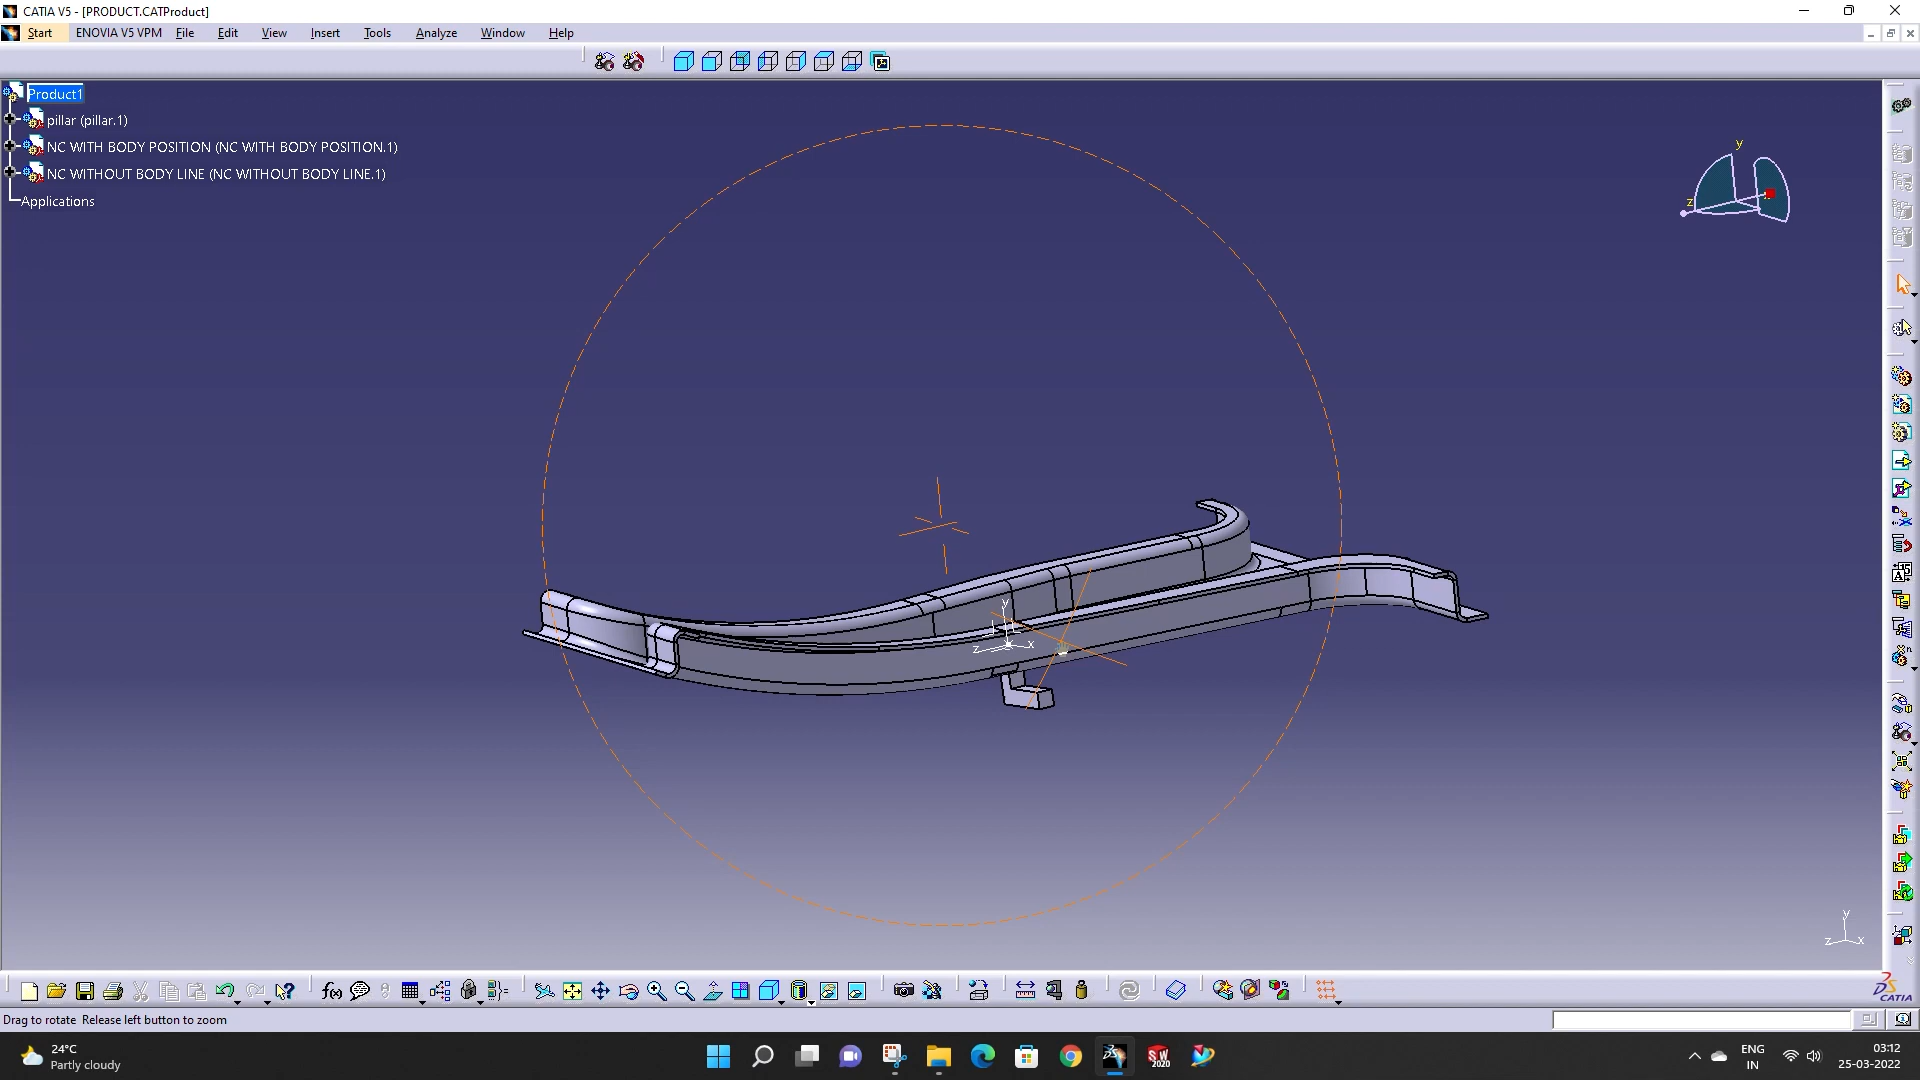 CATIA V5 - [PRODUCT.CATProduct]
Start ENOVIA V5 VPM File Edit View Insert Tools Analyze Window Help
Product1
pillar (pillar.1)
NC WITH BODY POSITION (NC WITH BODY POSITION.1)
NC WITHOUT BODY LINE (NC WITHOUT BODY LINE.1)
Applications
y
z
y
z x
y
z x
f(x)
CATIA
Drag to rotate Release left button to zoom
24°C
Partly cloudy
SW
2020
ENG
IN
03:12
25-03-2022